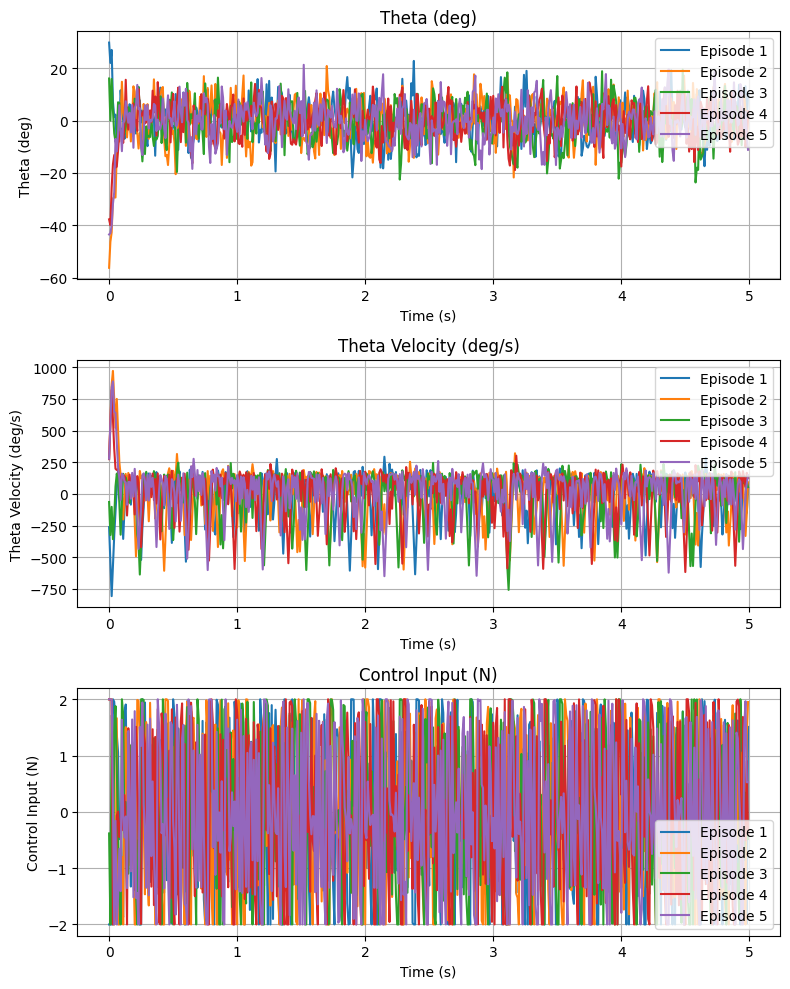 Theta (deg)
Theta (deg)
20
0
−20
−40
−60
Episode 1
Episode 2
Episode 3
Episode 4
Episode 5
0 1 2 3 4 5
Time (s)
Theta Velocity (deg/s)
Theta Velocity (deg/s)
1000
750
500
250
0
−250
−500
−750
Episode 1
Episode 2
Episode 3
Episode 4
Episode 5
0 1 2 3 4 5
Time (s)
Control Input (N)
Control Input (N)
2
1
0
−1
−2
Episode 1
Episode 2
Episode 3
Episode 4
Episode 5
0 1 2 3 4 5
Time (s)